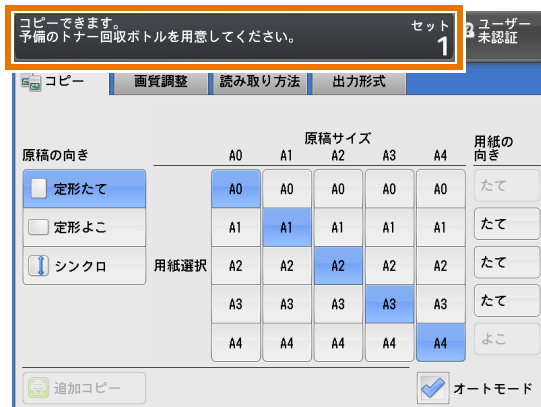 コピーできます。
予備のトナー回収ボトルを用意してください。
セット
1
ユーザー
未認証
コピー
画質調整
読み取り方法
出力形式
原稿の向き
定形たて
定形よこ
シンクロ
原稿サイズ
A0 A1 A2 A3 A4
用紙選択
A0 A0 A0 A0 A0
A1 A1 A1 A1 A1
A2 A2 A2 A2 A2
A3 A3 A3 A3 A3
A4 A4 A4 A4 A4
用紙の
向き
たて
たて
たて
たて
よこ
追加コピー
オートモード